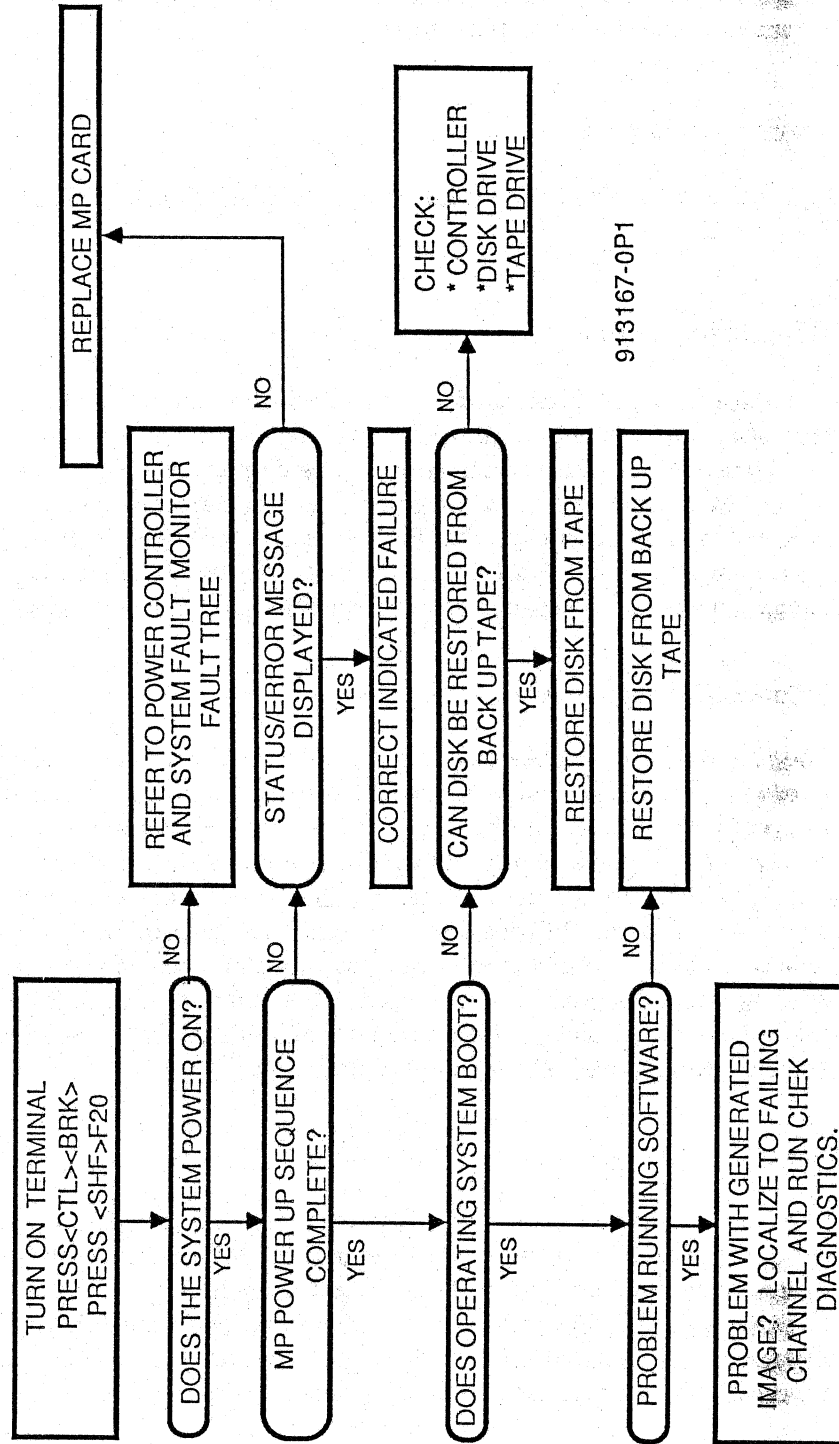 TURN ON TERMINAL
PRESS<CTL><BRK>
PRESS <SHF>F20
DOES THE SYSTEM POWER ON?
NO
REFER TO POWER CONTROLLER
AND SYSTEM FAULT MONITOR
FAULT TREE
YES
MP POWER UP SEQUENCE
COMPLETE?
NO
STATUS/ERROR MESSAGE
DISPLAYED?
NO
REPLACE MP CARD
YES
CORRECT INDICATED FAILURE
YES
DOES OPERATING SYSTEM BOOT?
NO
CAN DISK BE RESTORED FROM
BACK UP TAPE?
NO
CHECK:
* CONTROLLER
*DISK DRIVE
*TAPE DRIVE
YES
RESTORE DISK FROM TAPE
YES
PROBLEM RUNNING SOFTWARE?
NO
RESTORE DISK FROM BACK UP
TAPE
YES
PROBLEM WITH GENERATED
IMAGE? LOCALIZE TO FAILING
CHANNEL AND RUN CHEK
DIAGNOSTICS.
913167-0P1